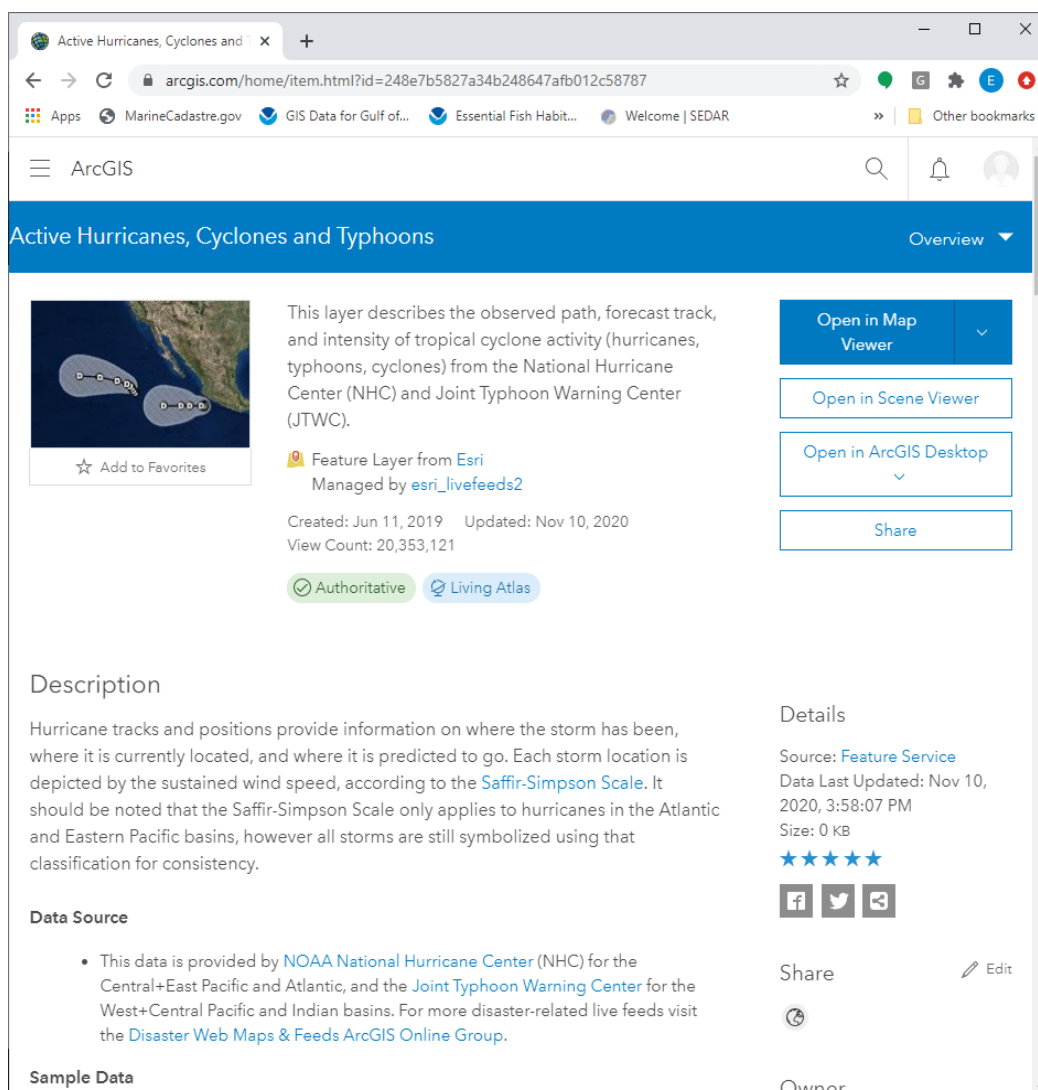 Active Hurricanes, Cyclones and
arcgis.com/home/item.html?id=248e7b5827a34b248647afb012c58787
G
E
Apps
MarineCadastre.gov
GIS Data for Gulf of...
Essential Fish Habit...
Welcome | SEDAR
»
Other bookmarks
ArcGIS
Active Hurricanes, Cyclones and Typhoons
Overview
D D D D
D D D D
Add to Favorites
This layer describes the observed path, forecast track,
and intensity of tropical cyclone activity (hurricanes,
typhoons, cyclones) from the National Hurricane
Center (NHC) and Joint Typhoon Warning Center
(JTWC).
Feature Layer from Esri
Managed by esri_livefeeds2
Created: Jun 11, 2019 Updated: Nov 10, 2020
View Count: 20,353,121
Authoritative
Living Atlas
Open in Map
Viewer
Open in Scene Viewer
Open in ArcGIS Desktop
Share
Description
Hurricane tracks and positions provide information on where the storm has been,
where it is currently located, and where it is predicted to go. Each storm location is
depicted by the sustained wind speed, according to the Saffir-Simpson Scale. It
should be noted that the Saffir-Simpson Scale only applies to hurricanes in the Atlantic
and Eastern Pacific basins, however all storms are still symbolized using that
classification for consistency.
Data Source
• This data is provided by NOAA National Hurricane Center (NHC) for the
Central+East Pacific and Atlantic, and the Joint Typhoon Warning Center for the
West+Central Pacific and Indian basins. For more disaster-related live feeds visit
the Disaster Web Maps & Feeds ArcGIS Online Group.
Sample Data
Details
Source: Feature Service
Data Last Updated: Nov 10,
2020, 3:58:07 PM
Size: 0 KB
Share
Edit
Owner